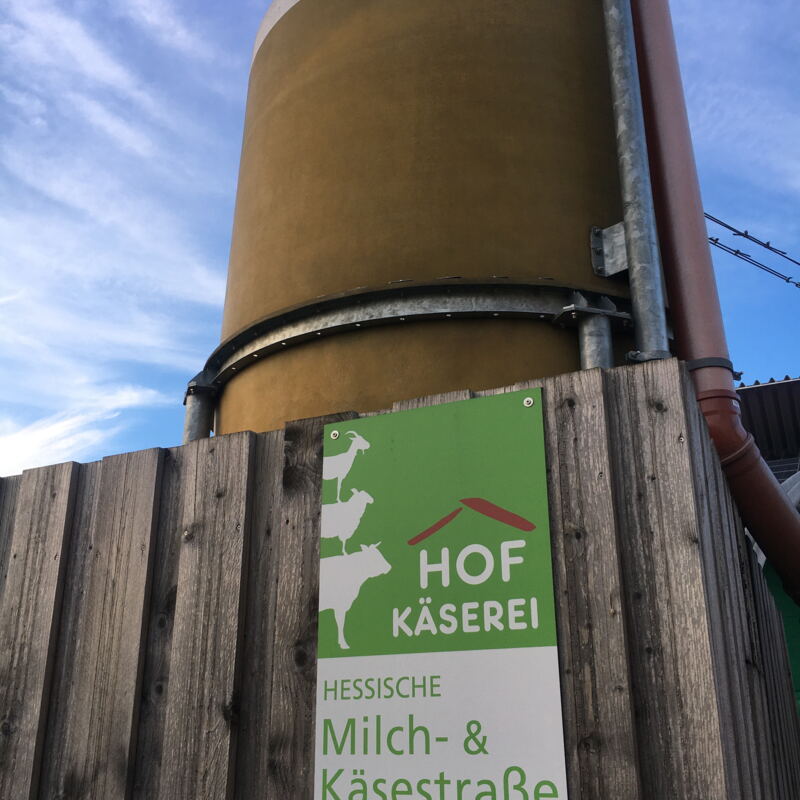 HOF
KÄSEREI
HESSISCHE
Milch- &
Käsestraße